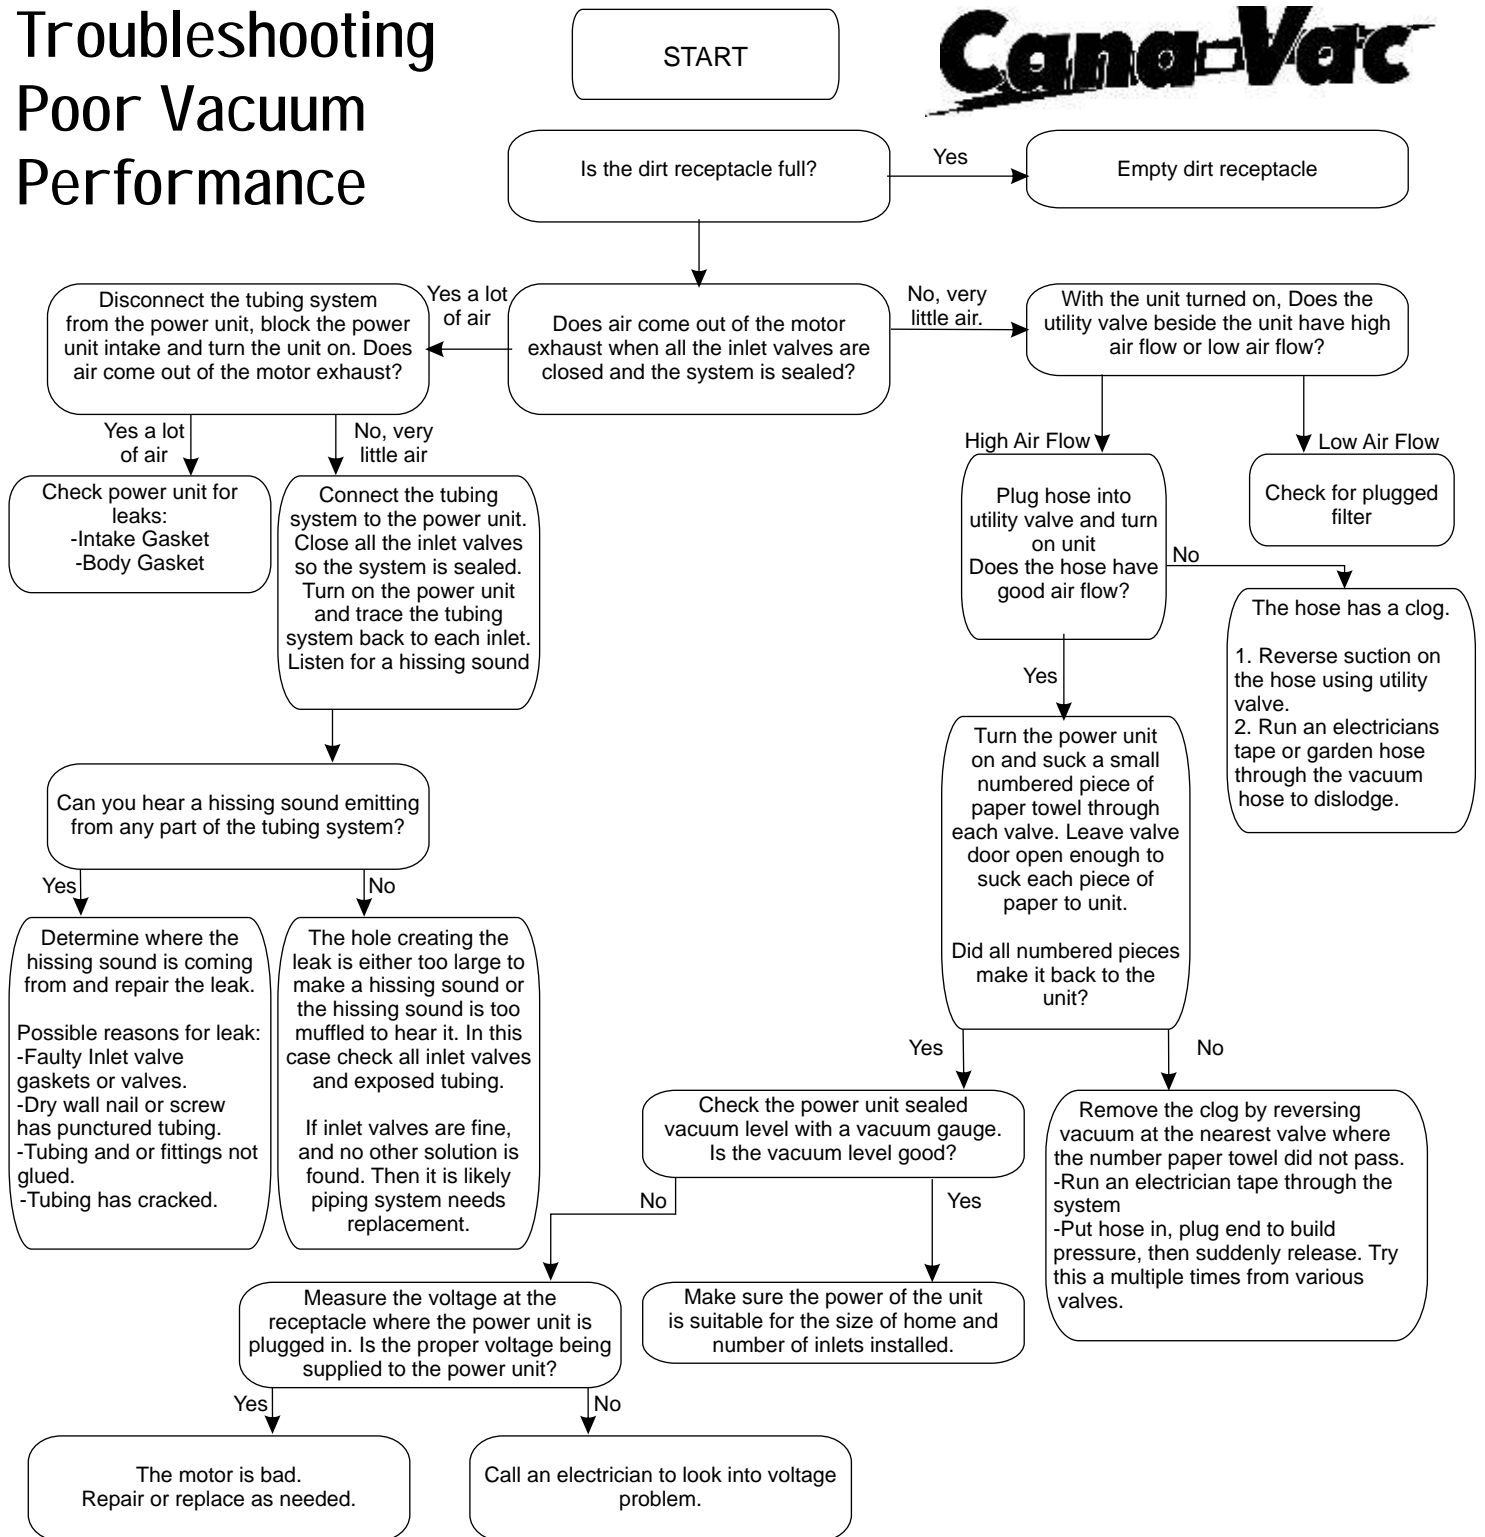 Troubleshooting
Poor Vacuum
Performance
START
Cana-Vac
Is the dirt receptacle full?
Yes
Empty dirt receptacle
Disconnect the tubing system
from the power unit, block the power
unit intake and turn the unit on. Does
air come out of the motor exhaust?
Yes a lot
of air
Does air come out of the motor
exhaust when all the inlet valves are
closed and the system is sealed?
No, very
little air.
With the unit turned on, Does the
utility valve beside the unit have high
air flow or low air flow?
Yes a lot
of air
No, very
little air
High Air Flow
Low Air Flow
Check power unit for
leaks:
-Intake Gasket
-Body Gasket
Connect the tubing
system to the power unit.
Close all the inlet valves
so the system is sealed.
Turn on the power unit
and trace the tubing
system back to each inlet.
Listen for a hissing sound
Plug hose into
utility valve and turn
on unit
Does the hose have
good air flow?
Check for plugged
filter
No
The hose has a clog.
1. Reverse suction on
the hose using utility
valve.
2. Run an electricians
tape or garden hose
through the vacuum
hose to dislodge.
Yes
Turn the power unit
on and suck a small
numbered piece of
paper towel through
each valve. Leave valve
door open enough to
suck each piece of
paper to unit.
Did all numbered pieces
make it back to the
unit?
Can you hear a hissing sound emitting
from any part of the tubing system?
Yes
No
Determine where the
hissing sound is coming
from and repair the leak.
Possible reasons for leak:
-Faulty Inlet valve
gaskets or valves.
-Dry wall nail or screw
has punctured tubing.
-Tubing and or fittings not
glued.
-Tubing has cracked.
The hole creating the
leak is either too large to
make a hissing sound or
the hissing sound is too
muffled to hear it. In this
case check all inlet valves
and exposed tubing.
If inlet valves are fine,
and no other solution is
found. Then it is likely
piping system needs
replacement.
Yes
No
Check the power unit sealed
vacuum level with a vacuum gauge.
Is the vacuum level good?
Remove the clog by reversing
vacuum at the nearest valve where
the number paper towel did not pass.
-Run an electrician tape through the
system
-Put hose in, plug end to build
pressure, then suddenly release. Try
this a multiple times from various
valves.
No
Yes
Measure the voltage at the
receptacle where the power unit is
plugged in. Is the proper voltage being
supplied to the power unit?
Make sure the power of the unit
is suitable for the size of home and
number of inlets installed.
Yes
No
The motor is bad.
Repair or replace as needed.
Call an electrician to look into voltage
problem.